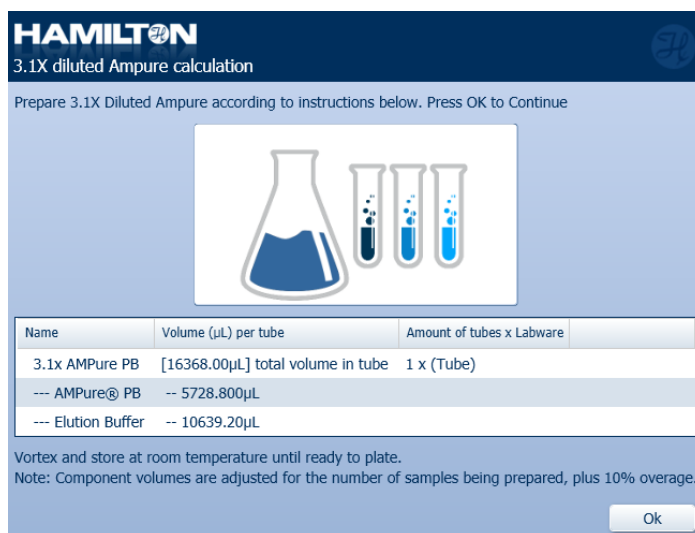 HAMILTON
3.1X diluted Ampure calculation
Prepare 3.1X Diluted Ampure according to instructions below. Press OK to Continue
Name Volume (µL) per tube Amount of tubes x Labware
3.1x AMPure PB [16368.00µL] total volume in tube 1 x (Tube)
--- AMPure® PB -- 5728.800µL
--- Elution Buffer -- 10639.20µL
Vortex and store at room temperature until ready to plate.
Note: Component volumes are adjusted for the number of samples being prepared, plus 10% overage.
Ok